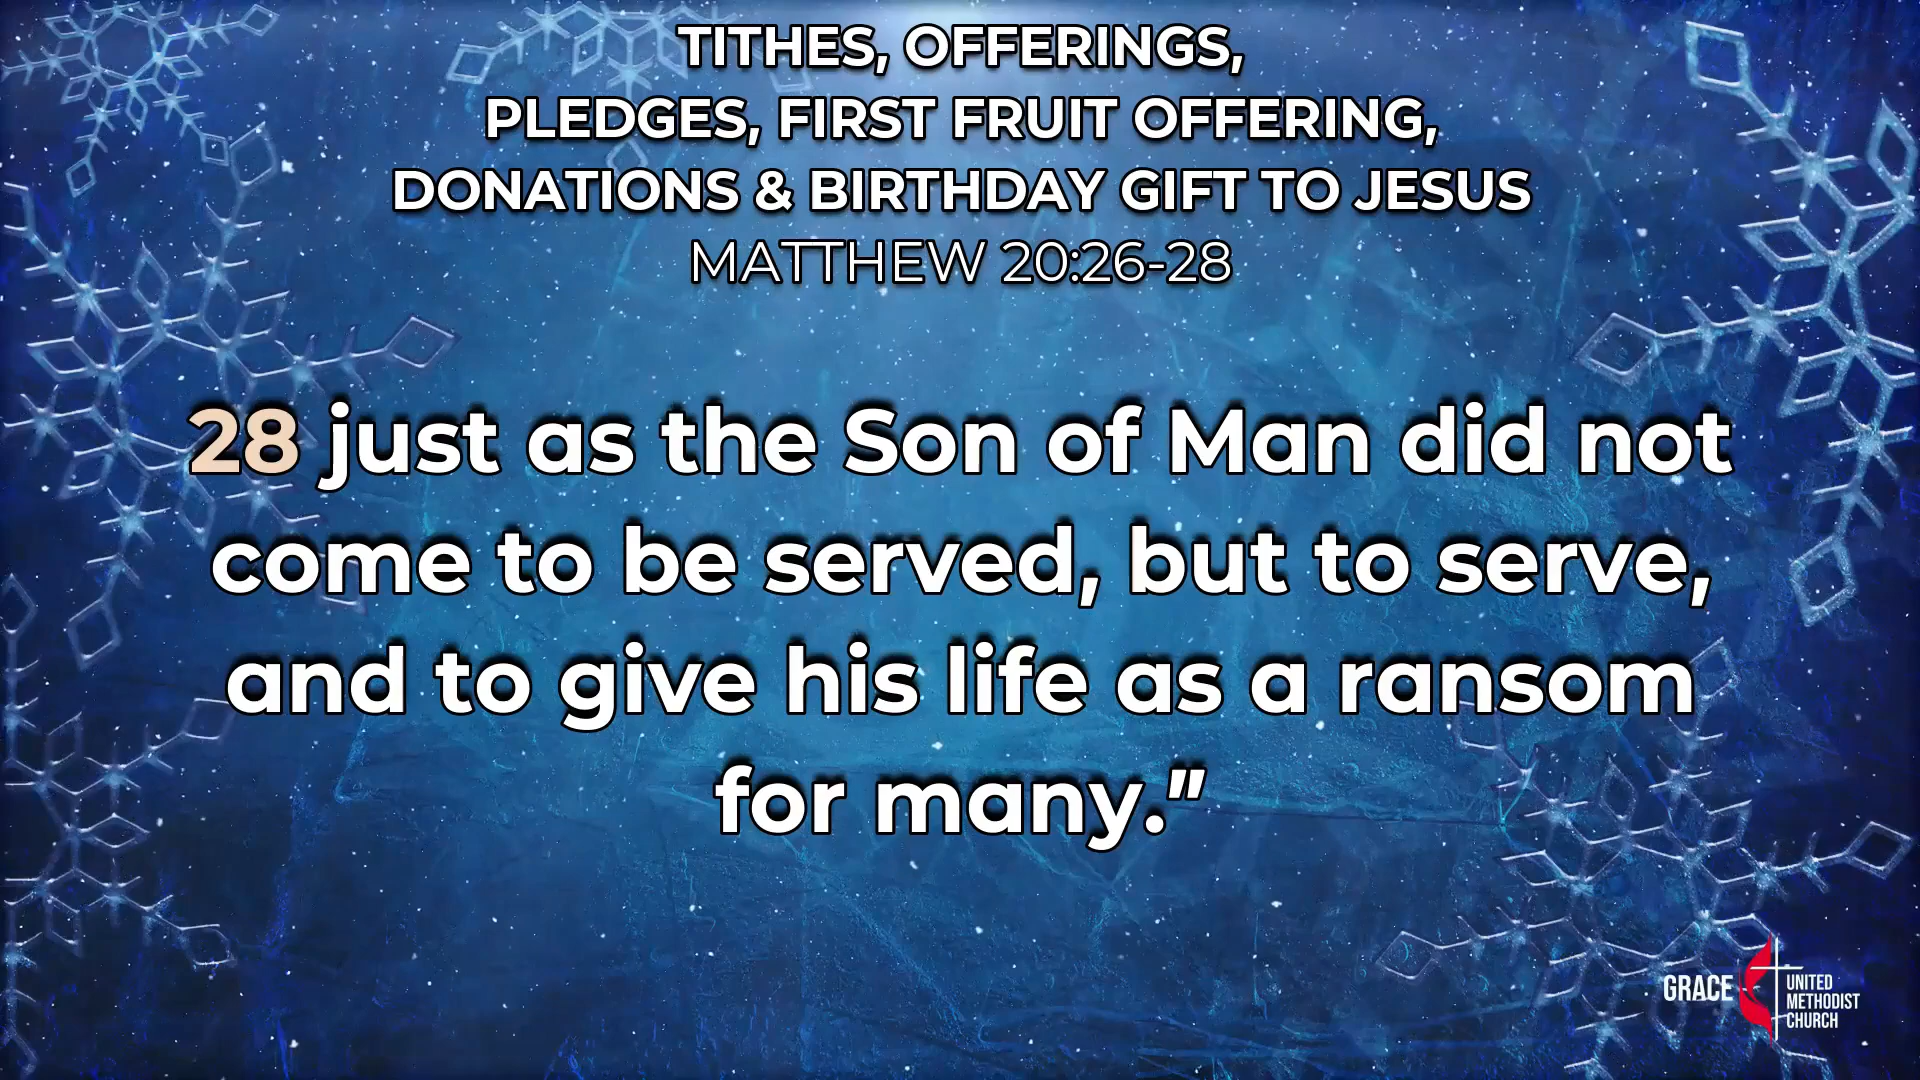 TITHES, OFFERINGS,
PLEDGES, FIRST FRUIT OFFERING,
DONATIONS & BIRTHDAY GIFT TO JESUS
MATTHEW 20:26-28
28 just as the Son of Man did not
come to be served, but to serve,
and to give his life as a ransom
for many.”
GRACE
UNITED
METHODIST
CHURCH